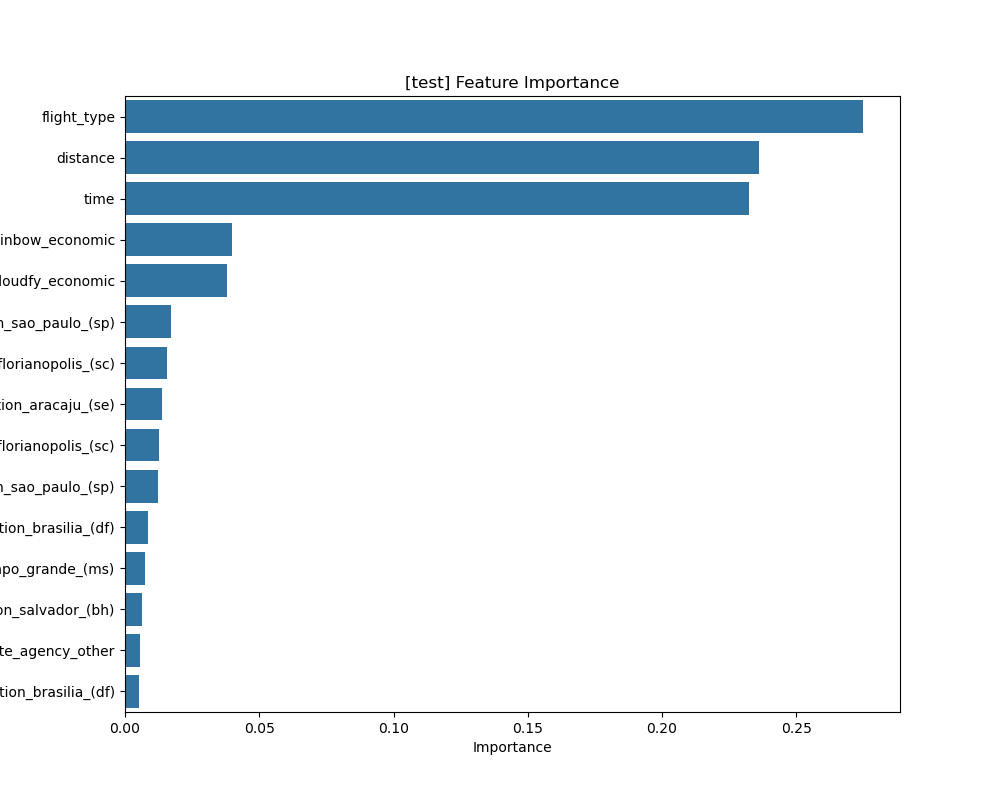 [test] Feature Importance
flight_type
distance
time
inbow_economic
loudfy_economic
n_sao_paulo_(sp)
florianopolis_(sc)
tion_aracaju_(se)
florianopolis_(sc)
n_sao_paulo_(sp)
tion_brasilia_(df)
npo_grande_(ms)
on_salvador_(bh)
te_agency_other
tion_brasilia_(df)
0.00 0.05 0.10 0.15 0.20 0.25
Importance